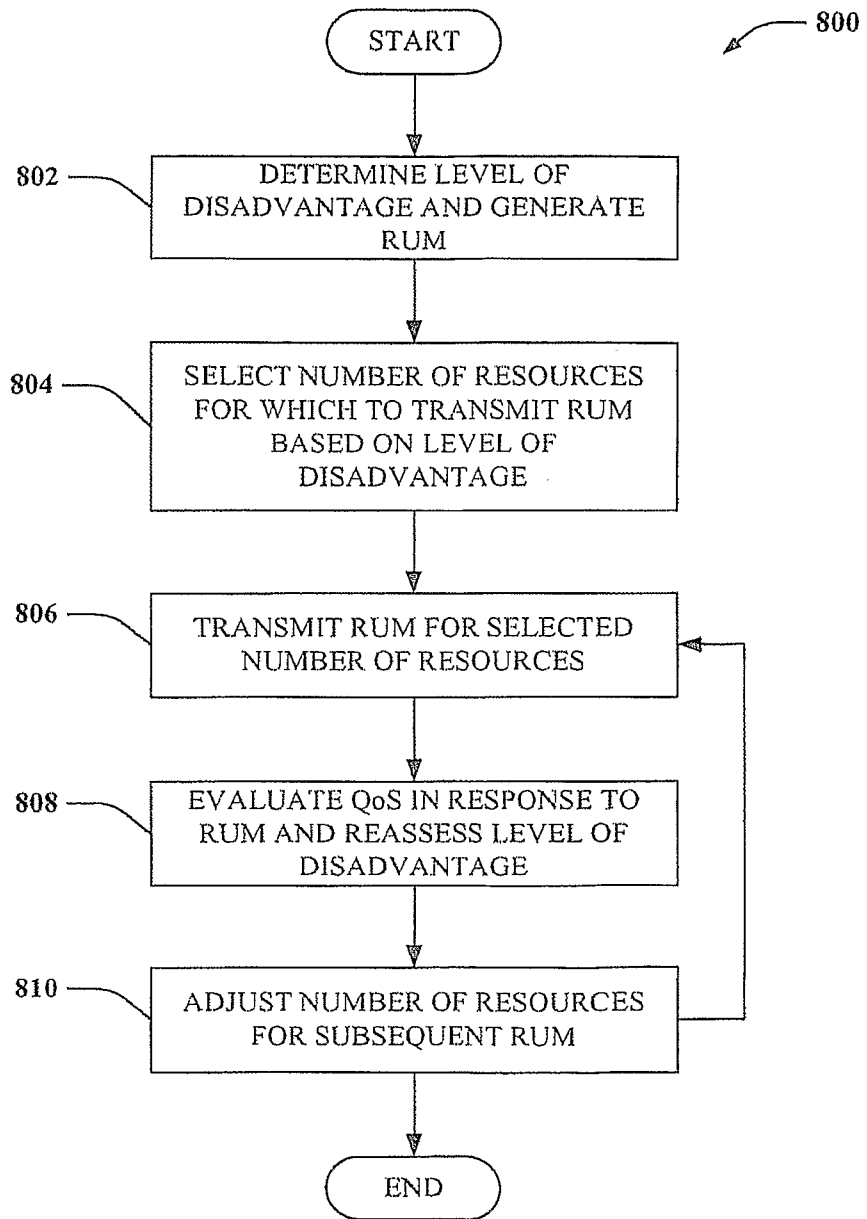 START
800
802
DETERMINE LEVEL OF
DISADVANTAGE AND GENERATE
RUM
804
SELECT NUMBER OF RESOURCES
FOR WHICH TO TRANSMIT RUM
BASED ON LEVEL OF
DISADVANTAGE
806
TRANSMIT RUM FOR SELECTED
NUMBER OF RESOURCES
808
EVALUATE QoS IN RESPONSE TO
RUM AND REASSESS LEVEL OF
DISADVANTAGE
810
ADJUST NUMBER OF RESOURCES
FOR SUBSEQUENT RUM
END